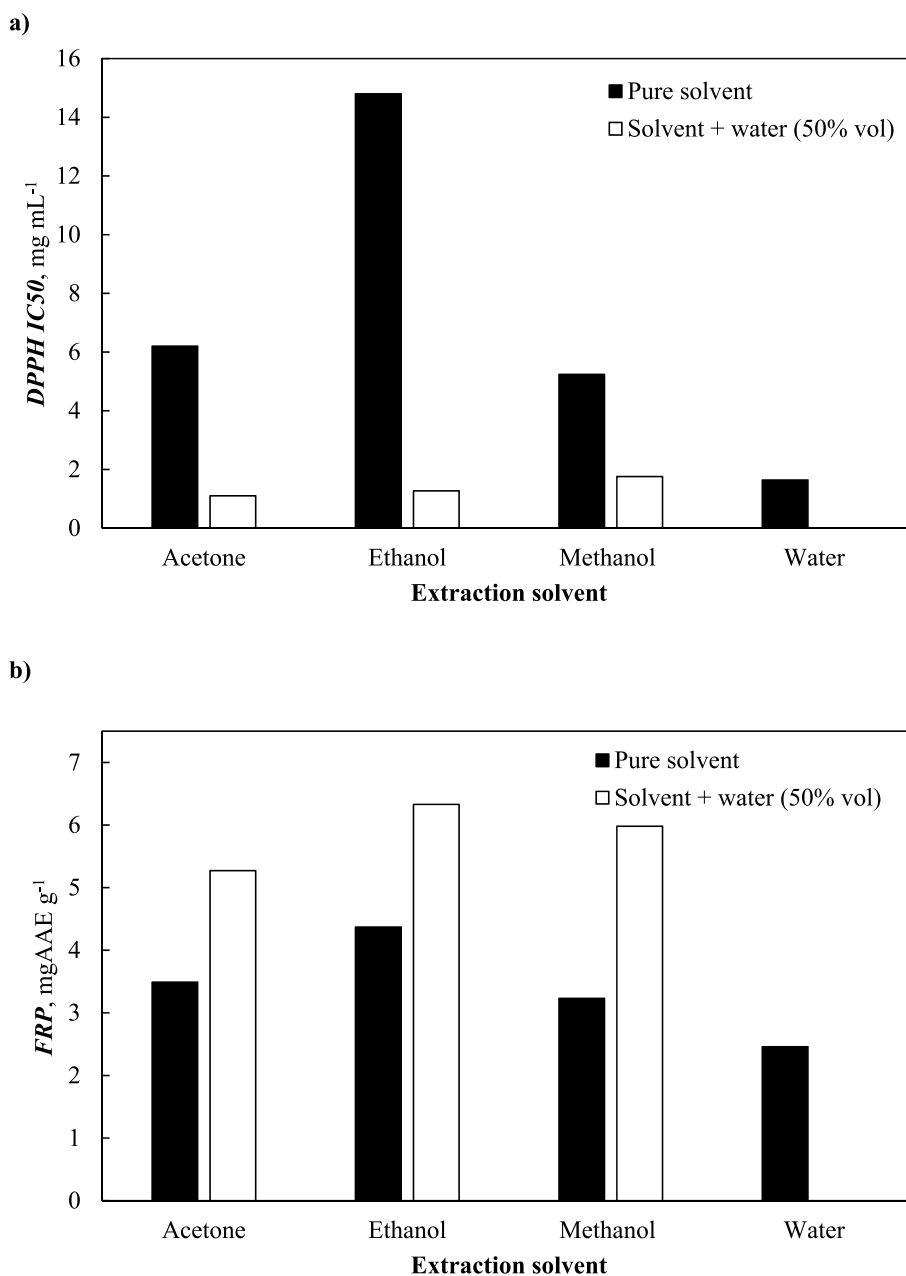 a)
16
14
12
10
8
6
4
2
0
DPPH IC50, mg mL-1
Pure solvent
Solvent + water (50% vol)
Acetone Ethanol Methanol Water
Extraction solvent
b)
7
6
5
4
3
2
1
0
FRP, mgAAE g-1
Pure solvent
Solvent + water (50% vol)
Acetone Ethanol Methanol Water
Extraction solvent